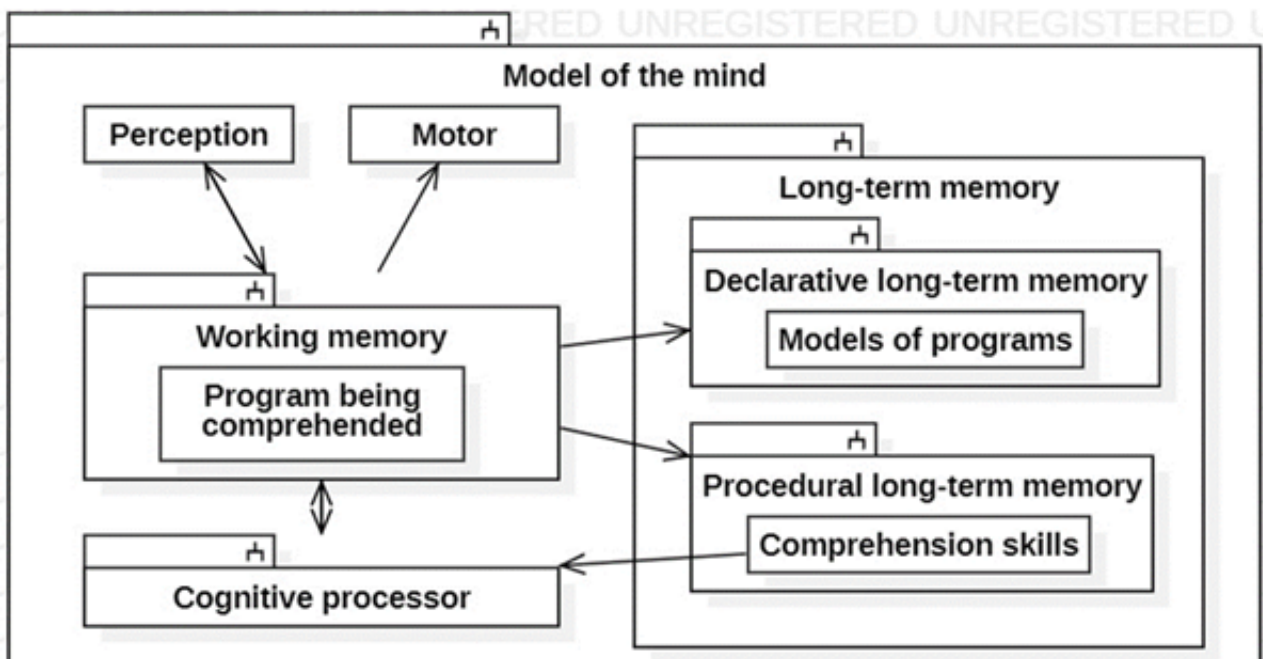 UNREGISTERED UNREGISTERED
Model of the mind
Perception
Motor
Long-term memory
Declarative long-term memory
Models of programs
Working memory
Program being
comprehended
Procedural long-term memory
Comprehension skills
Cognitive processor